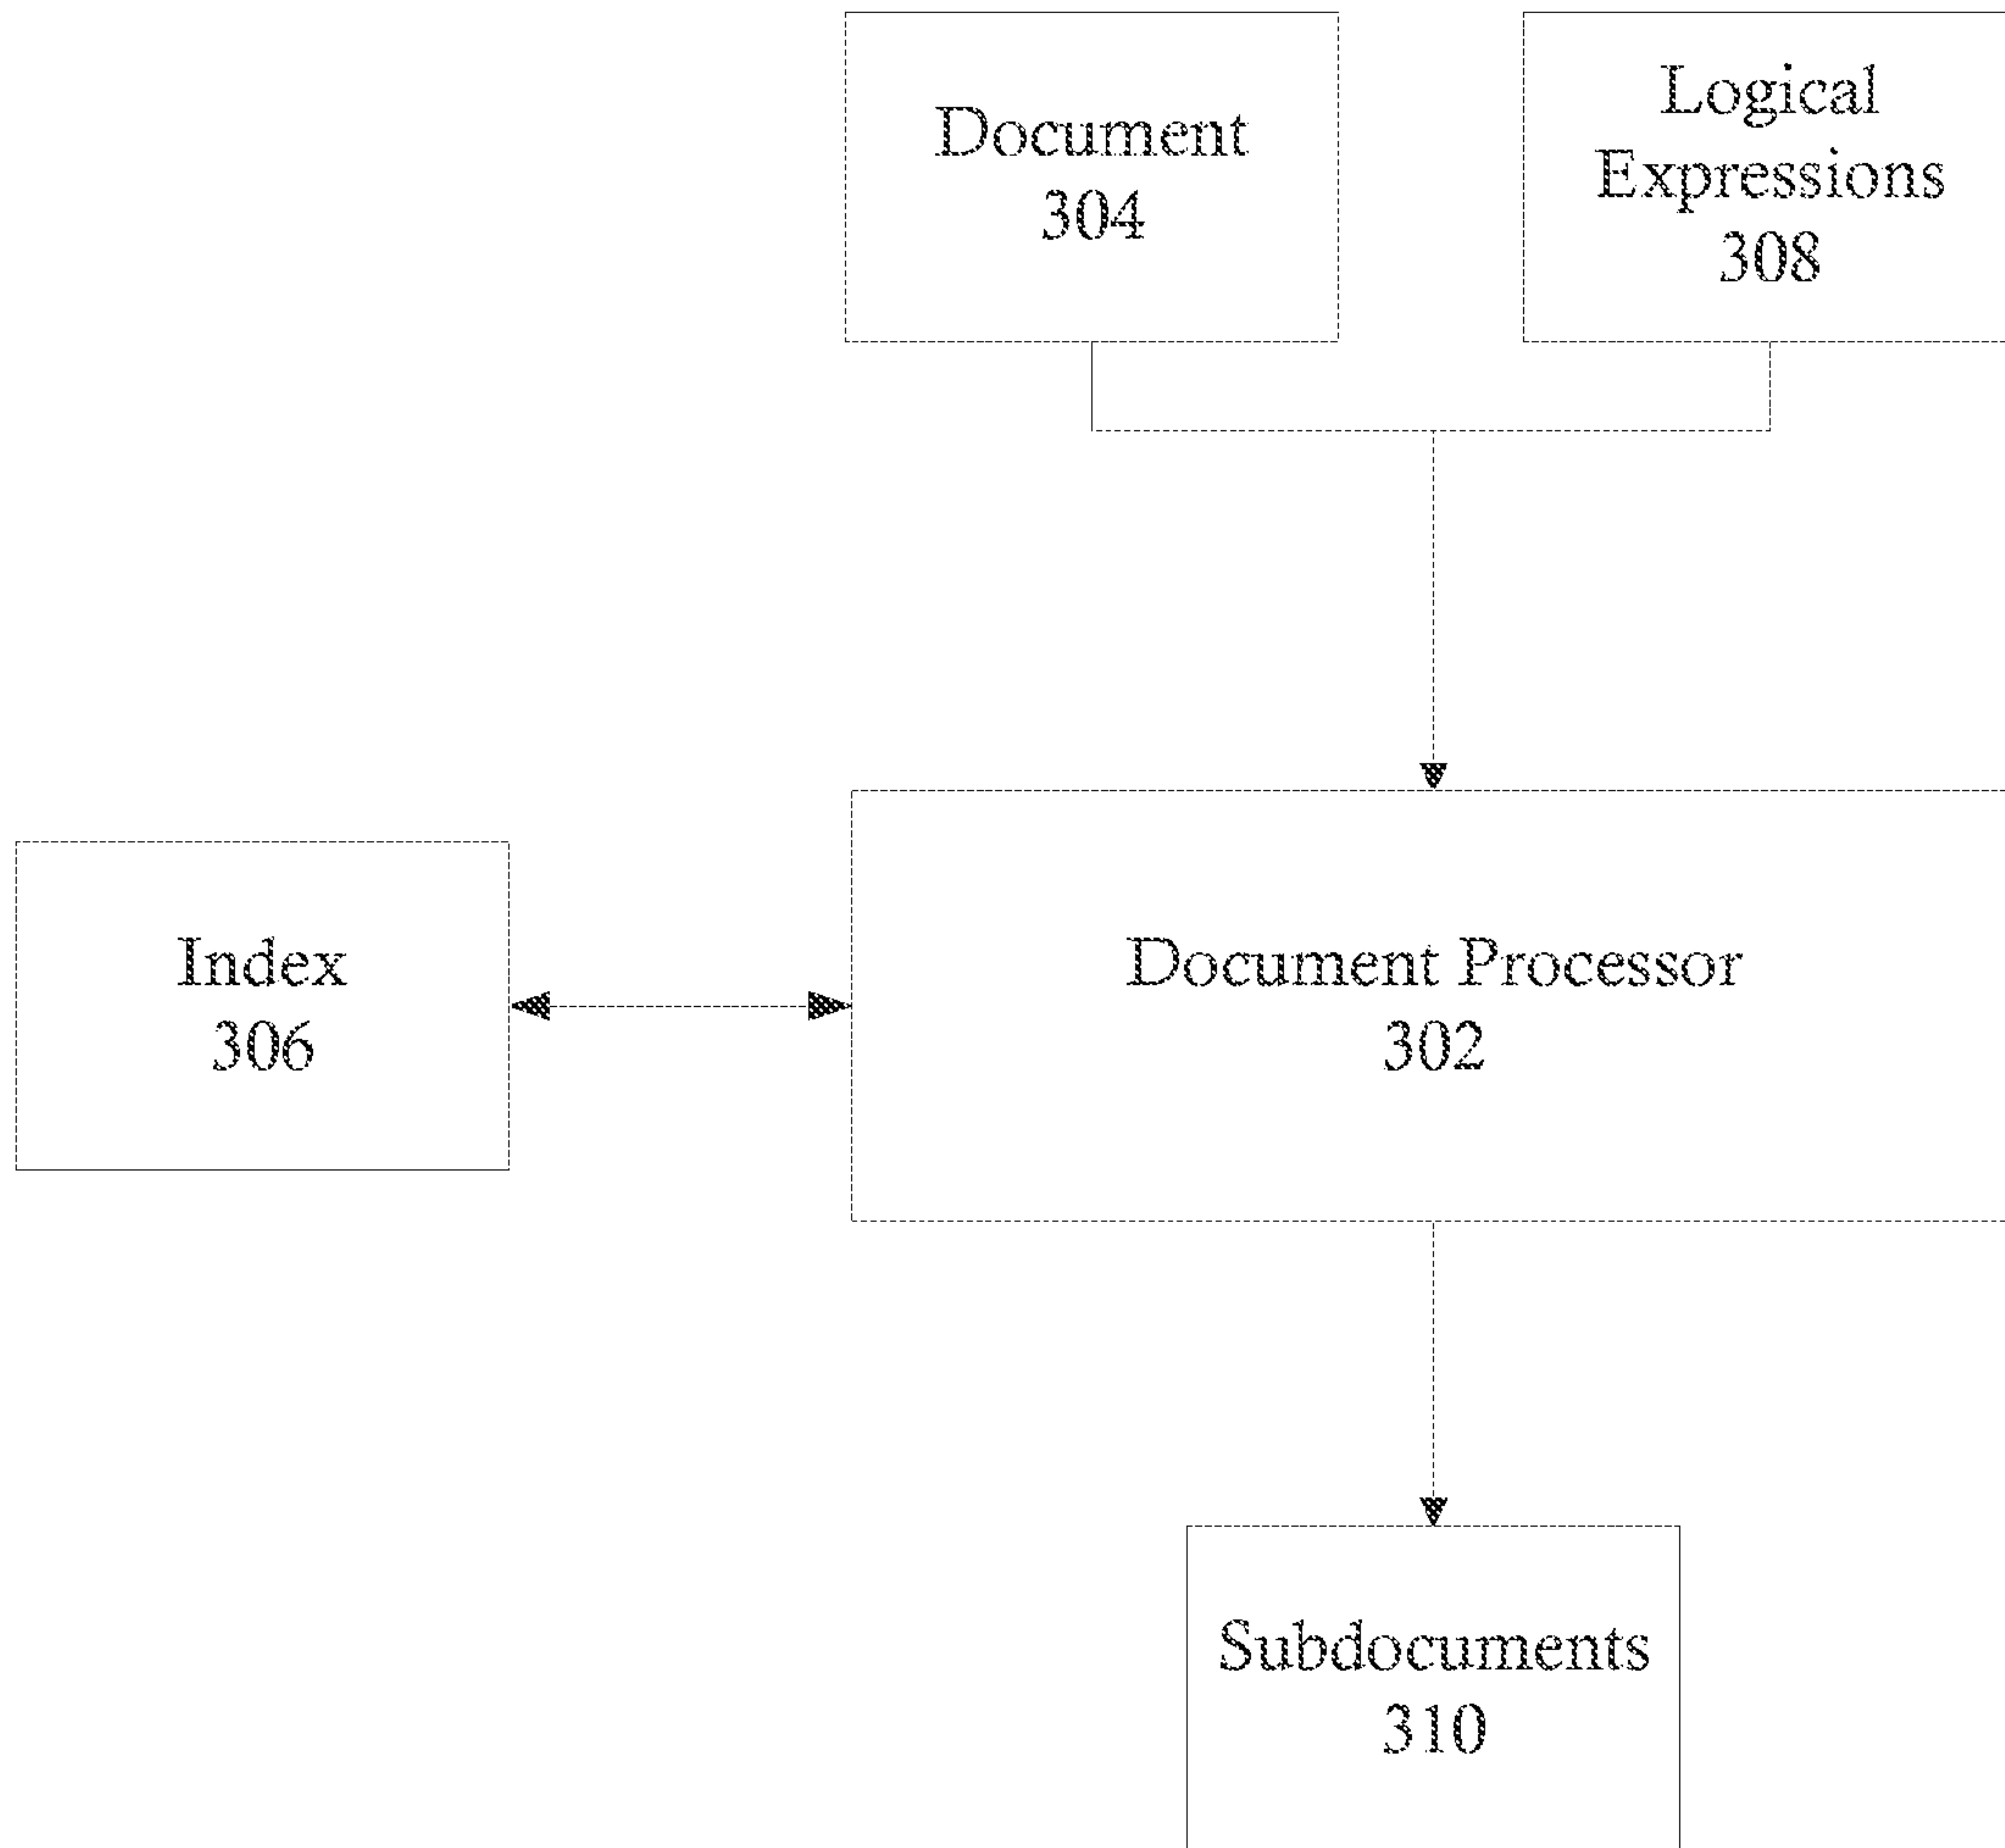 Document
304
Logical
Expressions
308
Index
306
Document Processor
302
Subdocuments
310